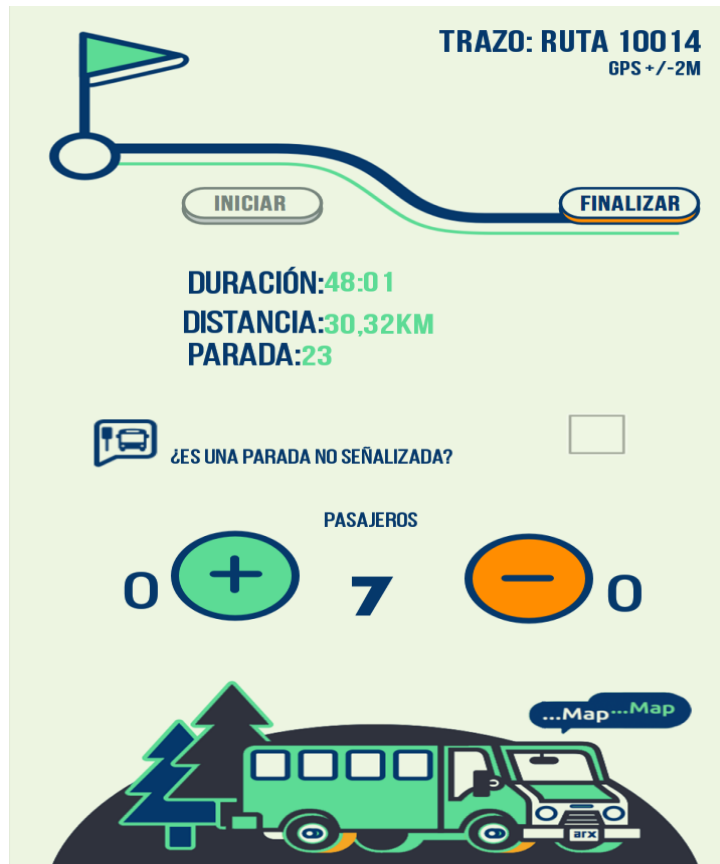 TRAZO: RUTA 10014
GPS +/-2M
INICIAR
FINALIZAR
DURACIÓN:48:01
DISTANCIA:30,32KM
PARADA:23
¿ES UNA PARADA NO SEÑALIZADA?
PASAJEROS
0 + 7 − 0
...Map ...Map
arx